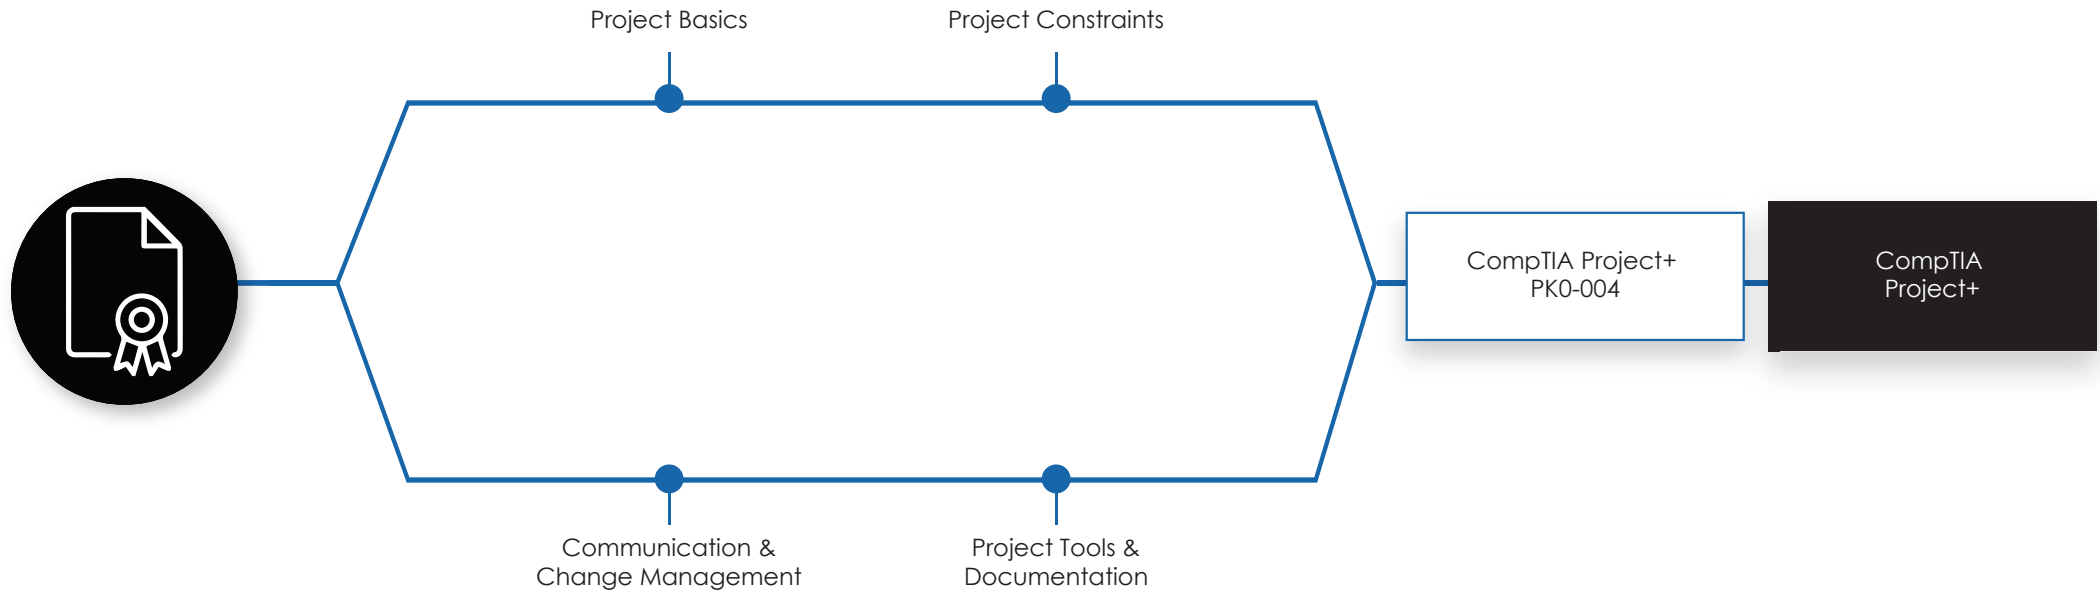 Project Basics
Project Constraints
CompTIA Project+
PK0-004
CompTIA
Project+
Communication &
Change Management
Project Tools &
Documentation